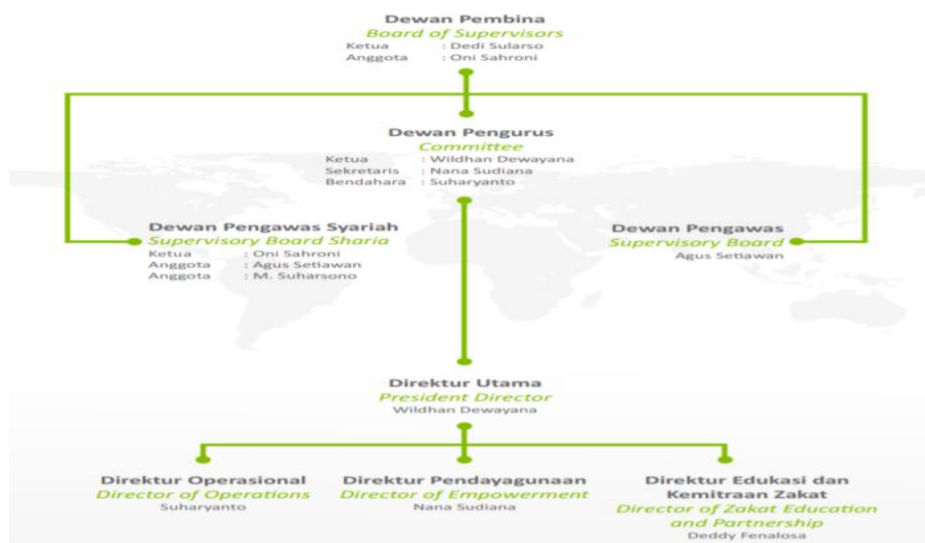 Dewan Pembina
Board of Supervisors
Ketua : Dedi Sularso
Anggota : Oni Sahroni
Dewan Pengurus
Committee
Ketua : Wildhan Dewayana
Sekretaris : Nana Sudiana
Bendahara : Suharyanto
Dewan Pengawas Syariah
Supervisory Board Sharia
Ketua : Oni Sahroni
Anggota : Agus Setiawan
Anggota : M. Suharsono
Dewan Pengawas
Supervisory Board
Agus Setiawan
Direktur Utama
President Director
Wildhan Dewayana
Direktur Operasional
Director of Operations
Suharyanto
Direktur Pendayagunaan
Director of Empowerment
Nana Sudiana
Direktur Edukasi dan
Kemitraan Zakat
Director of Zakat Education
and Partnership
Deddy Fenalosa